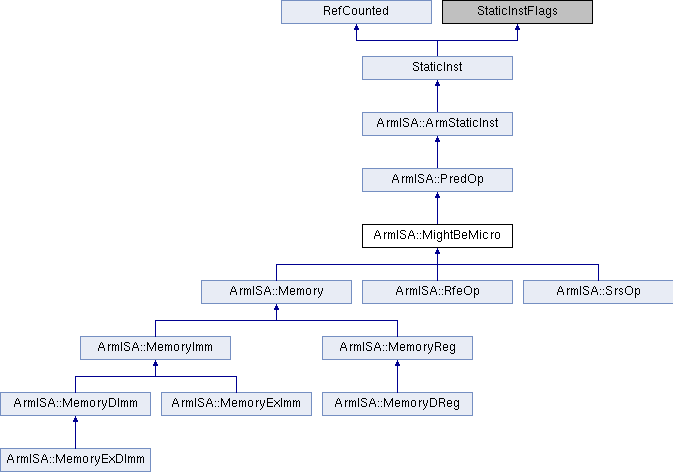 RefCounted
StaticInstFlags
StaticInst
ArmISA::ArmStaticInst
ArmISA::PredOp
ArmISA::MightBeMicro
ArmISA::Memory
ArmISA::RfeOp
ArmISA::SrsOp
ArmISA::MemoryImm
ArmISA::MemoryReg
ArmISA::MemoryDImm
ArmISA::MemoryExImm
ArmISA::MemoryDReg
ArmISA::MemoryExDImm